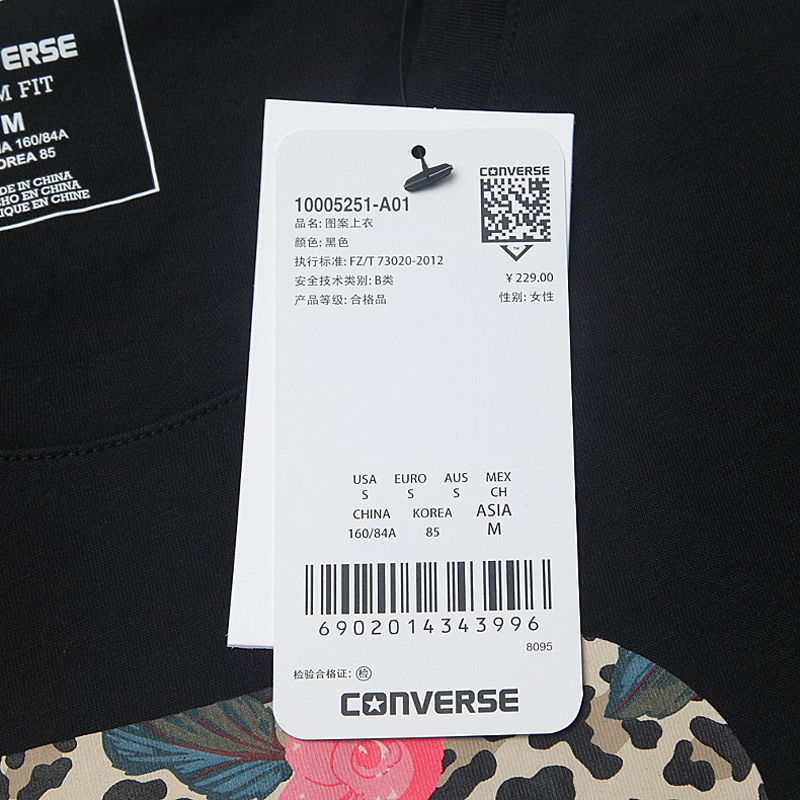 ERSE
M FIT
M
A 160/84A
OREA 85
DE IN CHINA
HO EN CHINA
IQUE EN CHINE
CONVERSE
10005251-A01
品名: 图案上衣
颜色: 黑色
执行标准: FZ/T 73020-2012
安全技术类别: B类
¥ 229.00
产品等级: 合格品
性别: 女性
USA EURO AUS MEX
S S S CH
CHINA KOREA ASIA
160/84A 85 M
6902014343996
8095
检验合格证: 检
CONVERSE